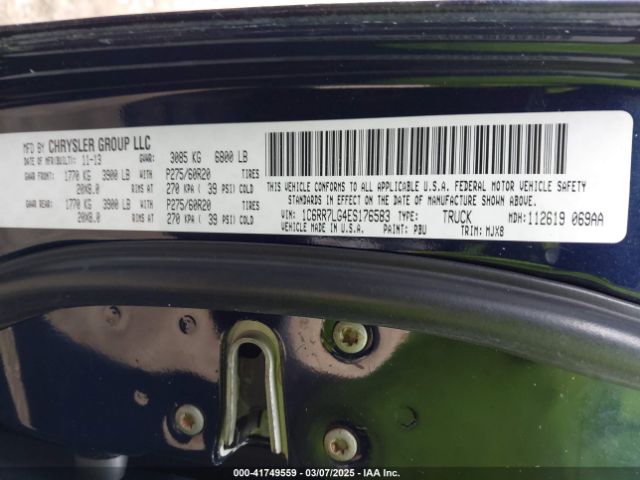 MFD BY CHRYSLER GROUP LLC
DATE OF MFR(BUILT): 11-13 GVWR: 3085 KG 6800 LB
GAWR FRONT: 1770 KG 3900 LB WITH P275/60R20 TIRES
20X8.0 RIMS AT 270 KPA ( 39 PSI) COLD
GAWR REAR: 1770 KG 3900 LB WITH P275/60R20 TIRES
20X8.0 RIMS AT 270 KPA ( 39 PSI) COLD
THIS VEHICLE CONFORMS TO ALL APPLICABLE U.S.A. FEDERAL MOTOR VEHICLE SAFETY
STANDARDS IN EFFECT ON THE DATE OF MANUFACTURE SHOWN ABOVE.
VIN: 1C6RR7LG4ES176583 TYPE: TRUCK MDH: 112619 069AA
VEHICLE MADE IN U.S.A. PAINT: PBU TRIM: MJX8
000-41749559 — 03/07/2025 — IAA Inc.